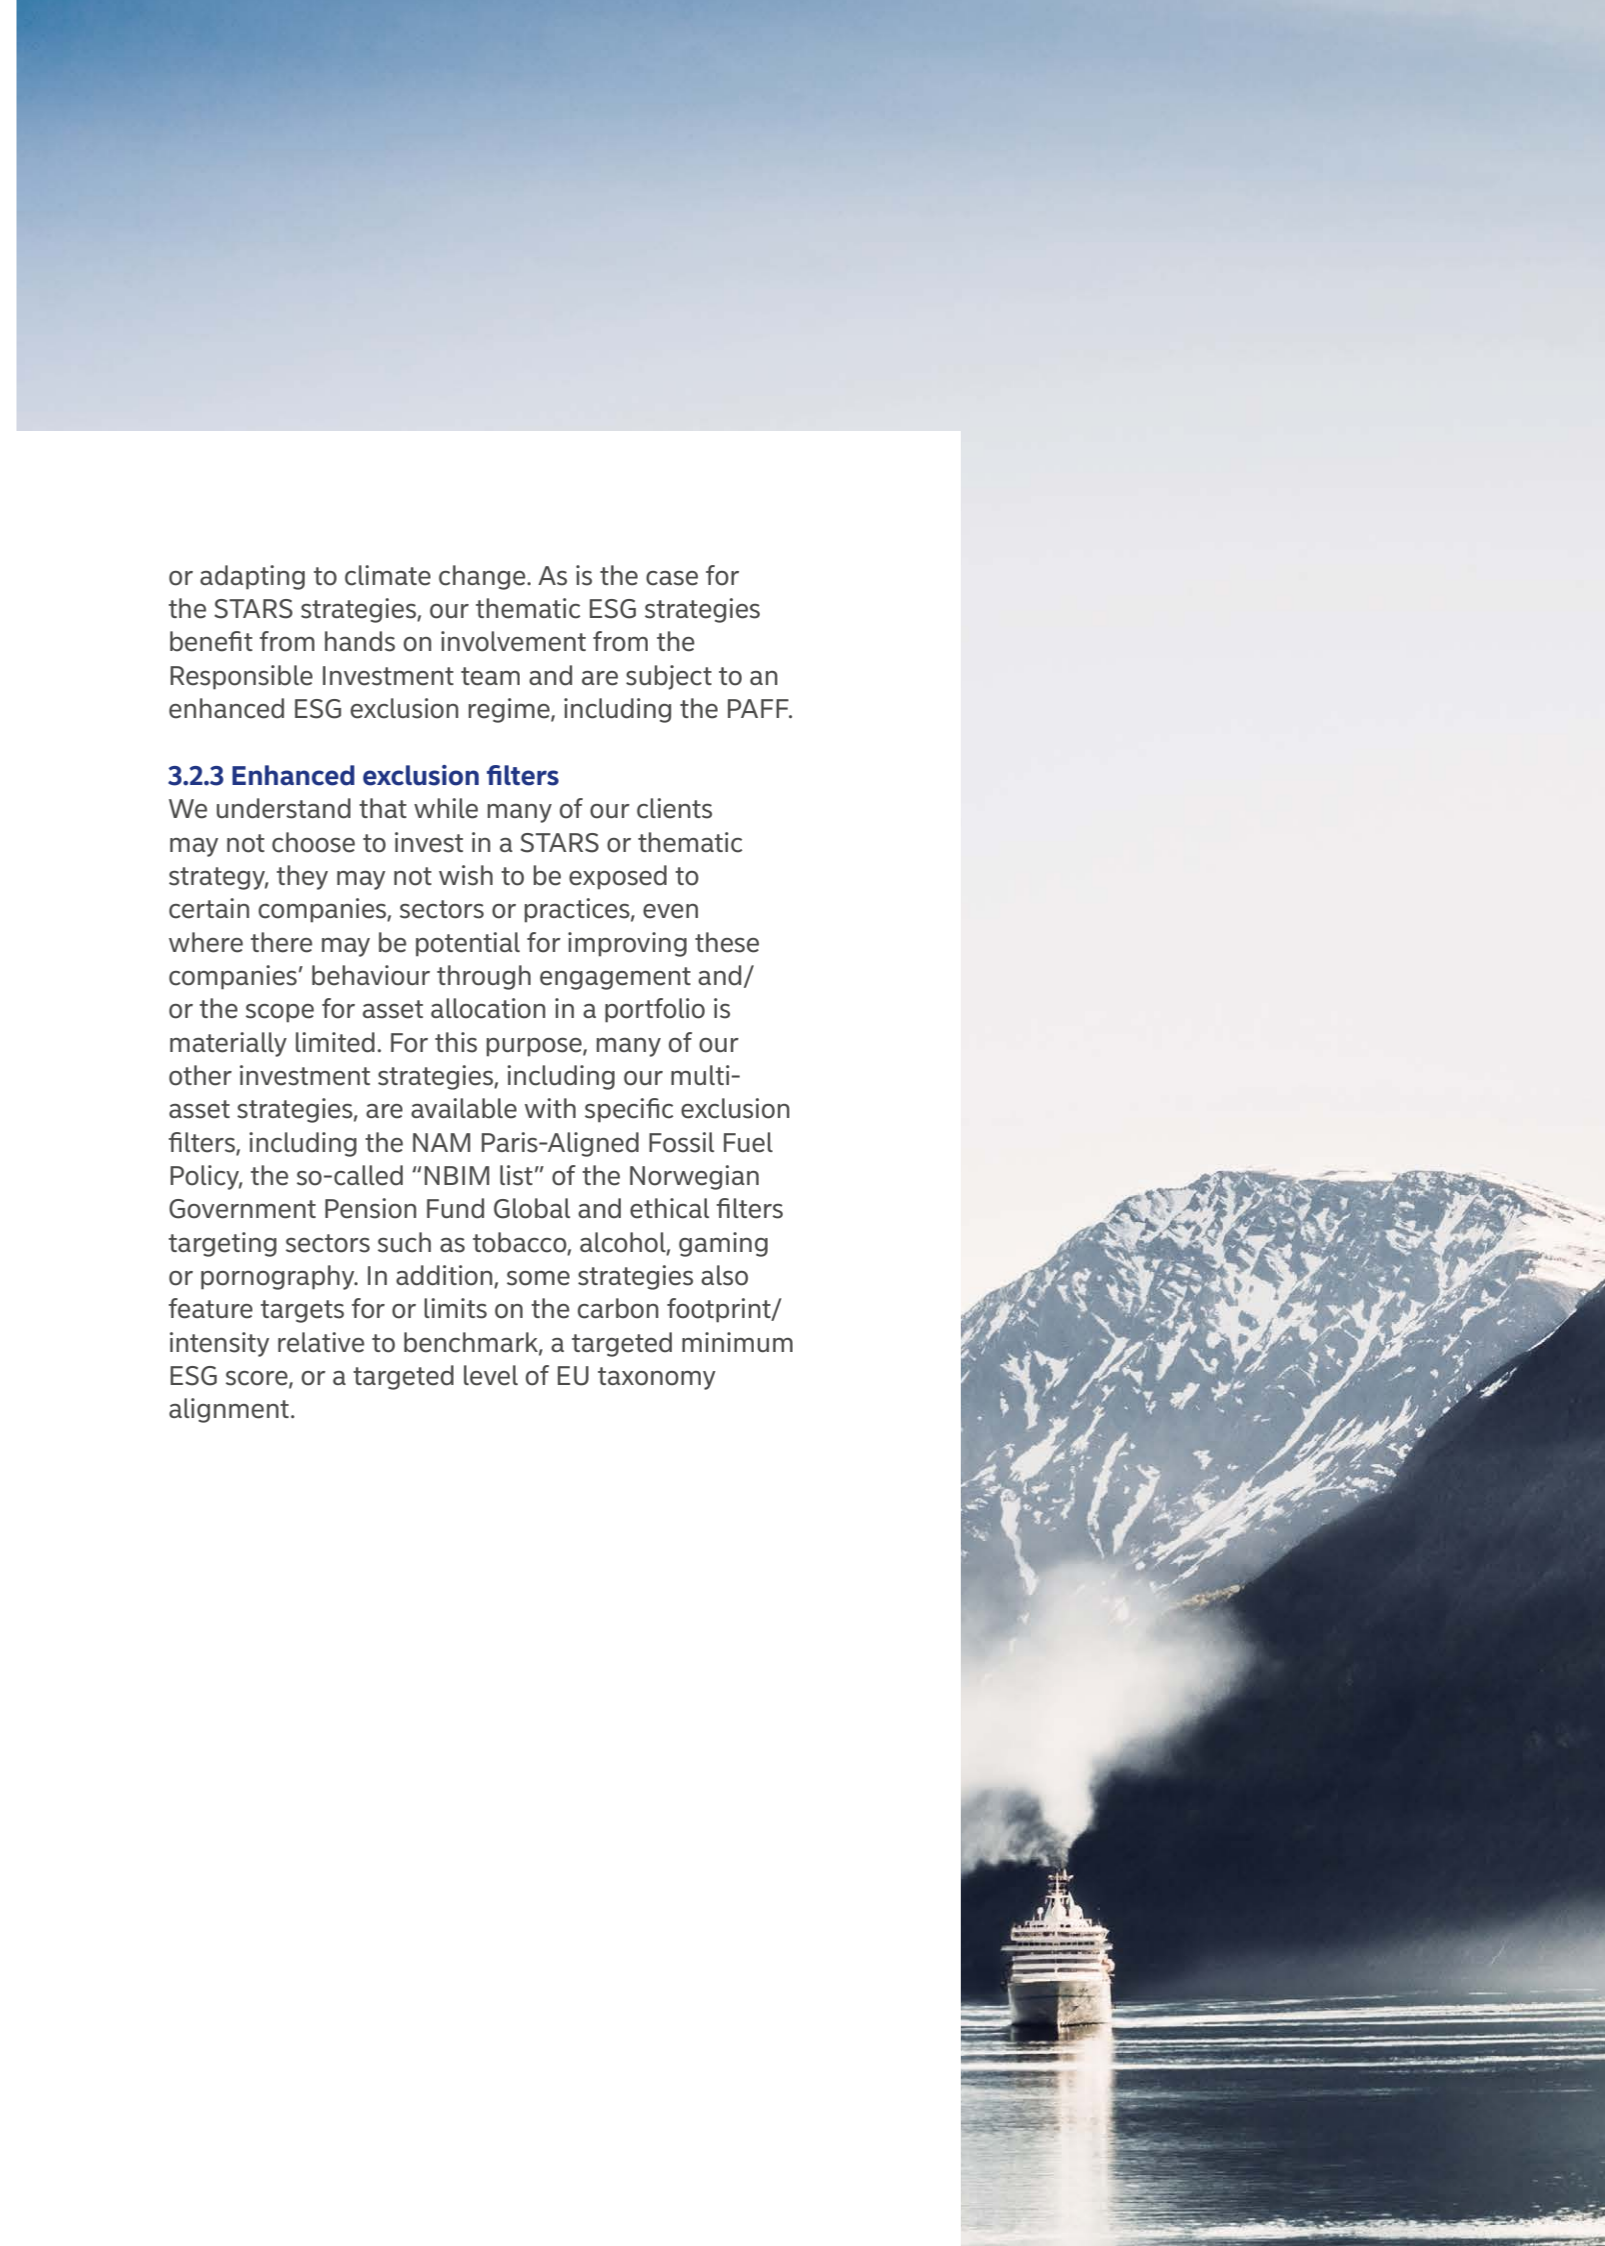 or adapting to climate change. As is the case for
the STARS strategies, our thematic ESG strategies
benefit from hands on involvement from the
Responsible Investment team and are subject to an
enhanced ESG exclusion regime, including the PAFF.
3.2.3 Enhanced exclusion filters
We understand that while many of our clients
may not choose to invest in a STARS or thematic
strategy, they may not wish to be exposed to
certain companies, sectors or practices, even
where there may be potential for improving these
companies’ behaviour through engagement and/
or the scope for asset allocation in a portfolio is
materially limited. For this purpose, many of our
other investment strategies, including our multi-
asset strategies, are available with specific exclusion
filters, including the NAM Paris-Aligned Fossil Fuel
Policy, the so-called “NBIM list” of the Norwegian
Government Pension Fund Global and ethical filters
targeting sectors such as tobacco, alcohol, gaming
or pornography. In addition, some strategies also
feature targets for or limits on the carbon footprint/
intensity relative to benchmark, a targeted minimum
ESG score, or a targeted level of EU taxonomy
alignment.